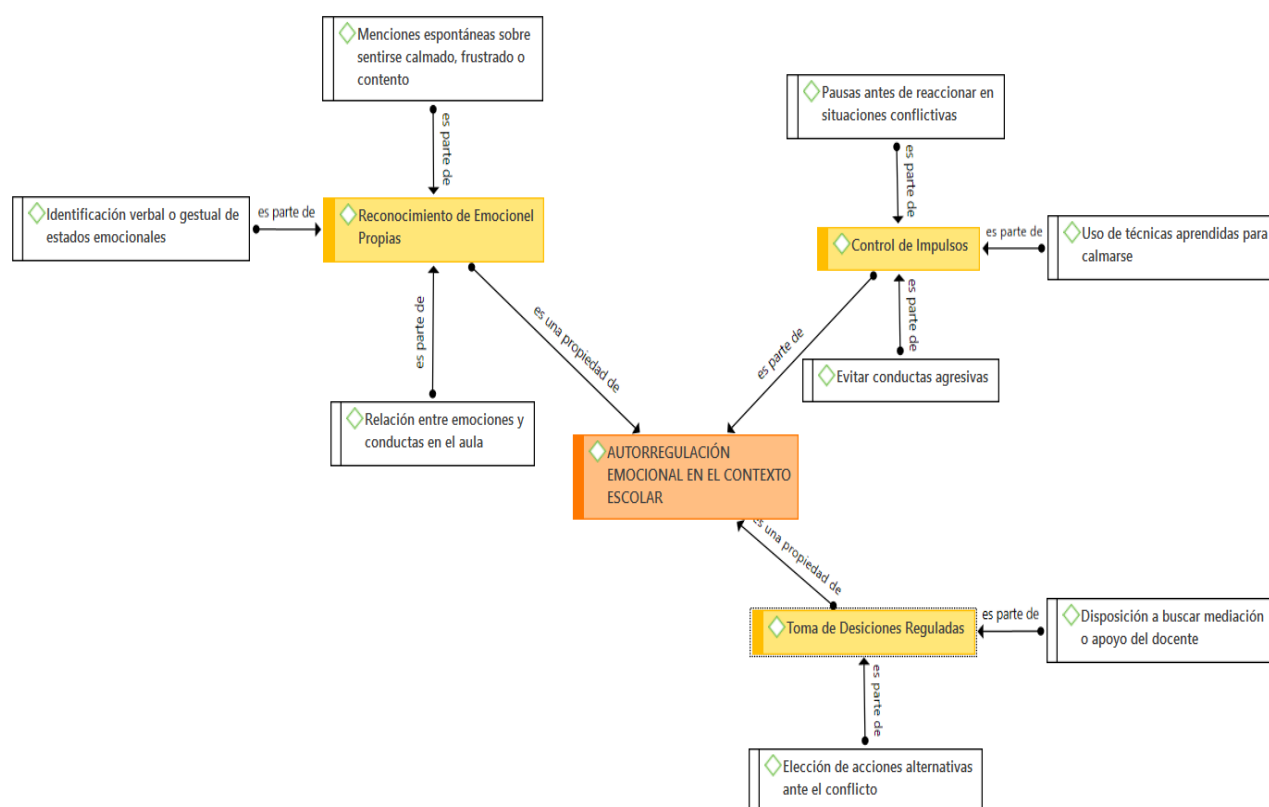 Menciones espontáneas sobre
sentirse calmado, frustrado o
contento
es parte de
Identificación verbal o gestual de
estados emocionales
es parte de
Reconocimiento de Emocionel
Propias
es parte de
Relación entre emociones y
conductas en el aula
es una propiedad de
Pausas antes de reaccionar en
situaciones conflictivas
es parte de
Control de Impulsos
es parte de
Uso de técnicas aprendidas para
calmarse
es parte de
Evitar conductas agresivas
es parte de
AUTORREGULACIÓN
EMOCIONAL EN EL CONTEXTO
ESCOLAR
es una propiedad de
Toma de Desiciones Reguladas
es parte de
Disposición a buscar mediación
o apoyo del docente
es parte de
Elección de acciones alternativas
ante el conflicto